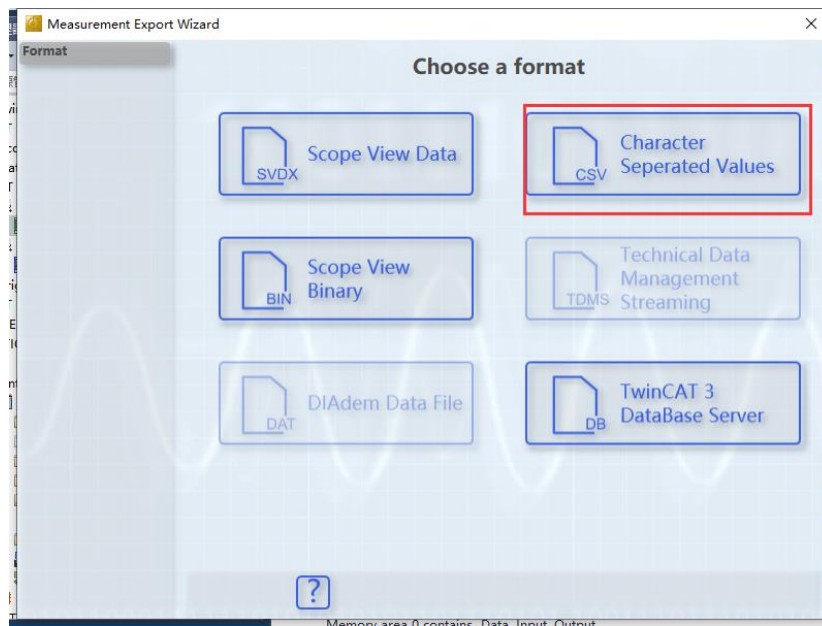 Measurement Export Wizard
Format
Choose a format
SVDX
Scope View Data
CSV
Character
Seperated Values
BIN
Scope View
Binary
TDMS
Technical Data
Management
Streaming
DAT
DIAdem Data File
DB
TwinCAT 3
DataBase Server
?
Memory area 0 contains Data Input Output